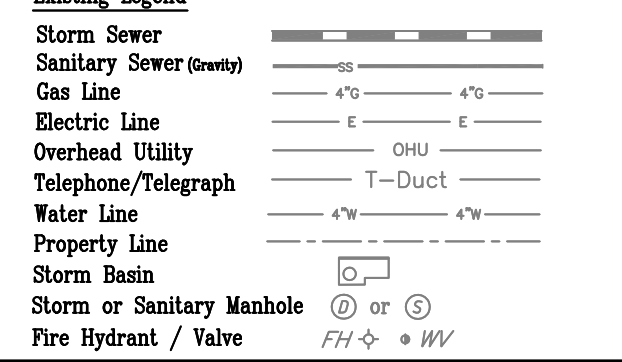 Existing Legend
Storm Sewer
Sanitary Sewer (Gravity) SS
Gas Line 4"G 4"G
Electric Line E E
Overhead Utility OHU
Telephone/Telegraph T-Duct
Water Line 4"W 4"W
Property Line
Storm Basin
Storm or Sanitary Manhole D or S
Fire Hydrant / Valve FH WV